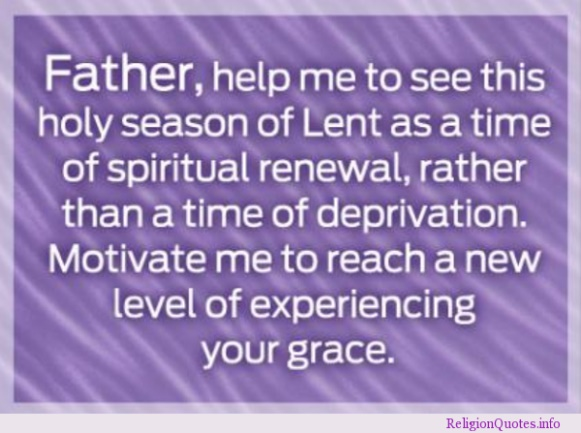 Father, help me to see this
holy season of Lent as a time
of spiritual renewal, rather
than a time of deprivation.
Motivate me to reach a new
level of experiencing
your grace.
ReligionQuotes.info